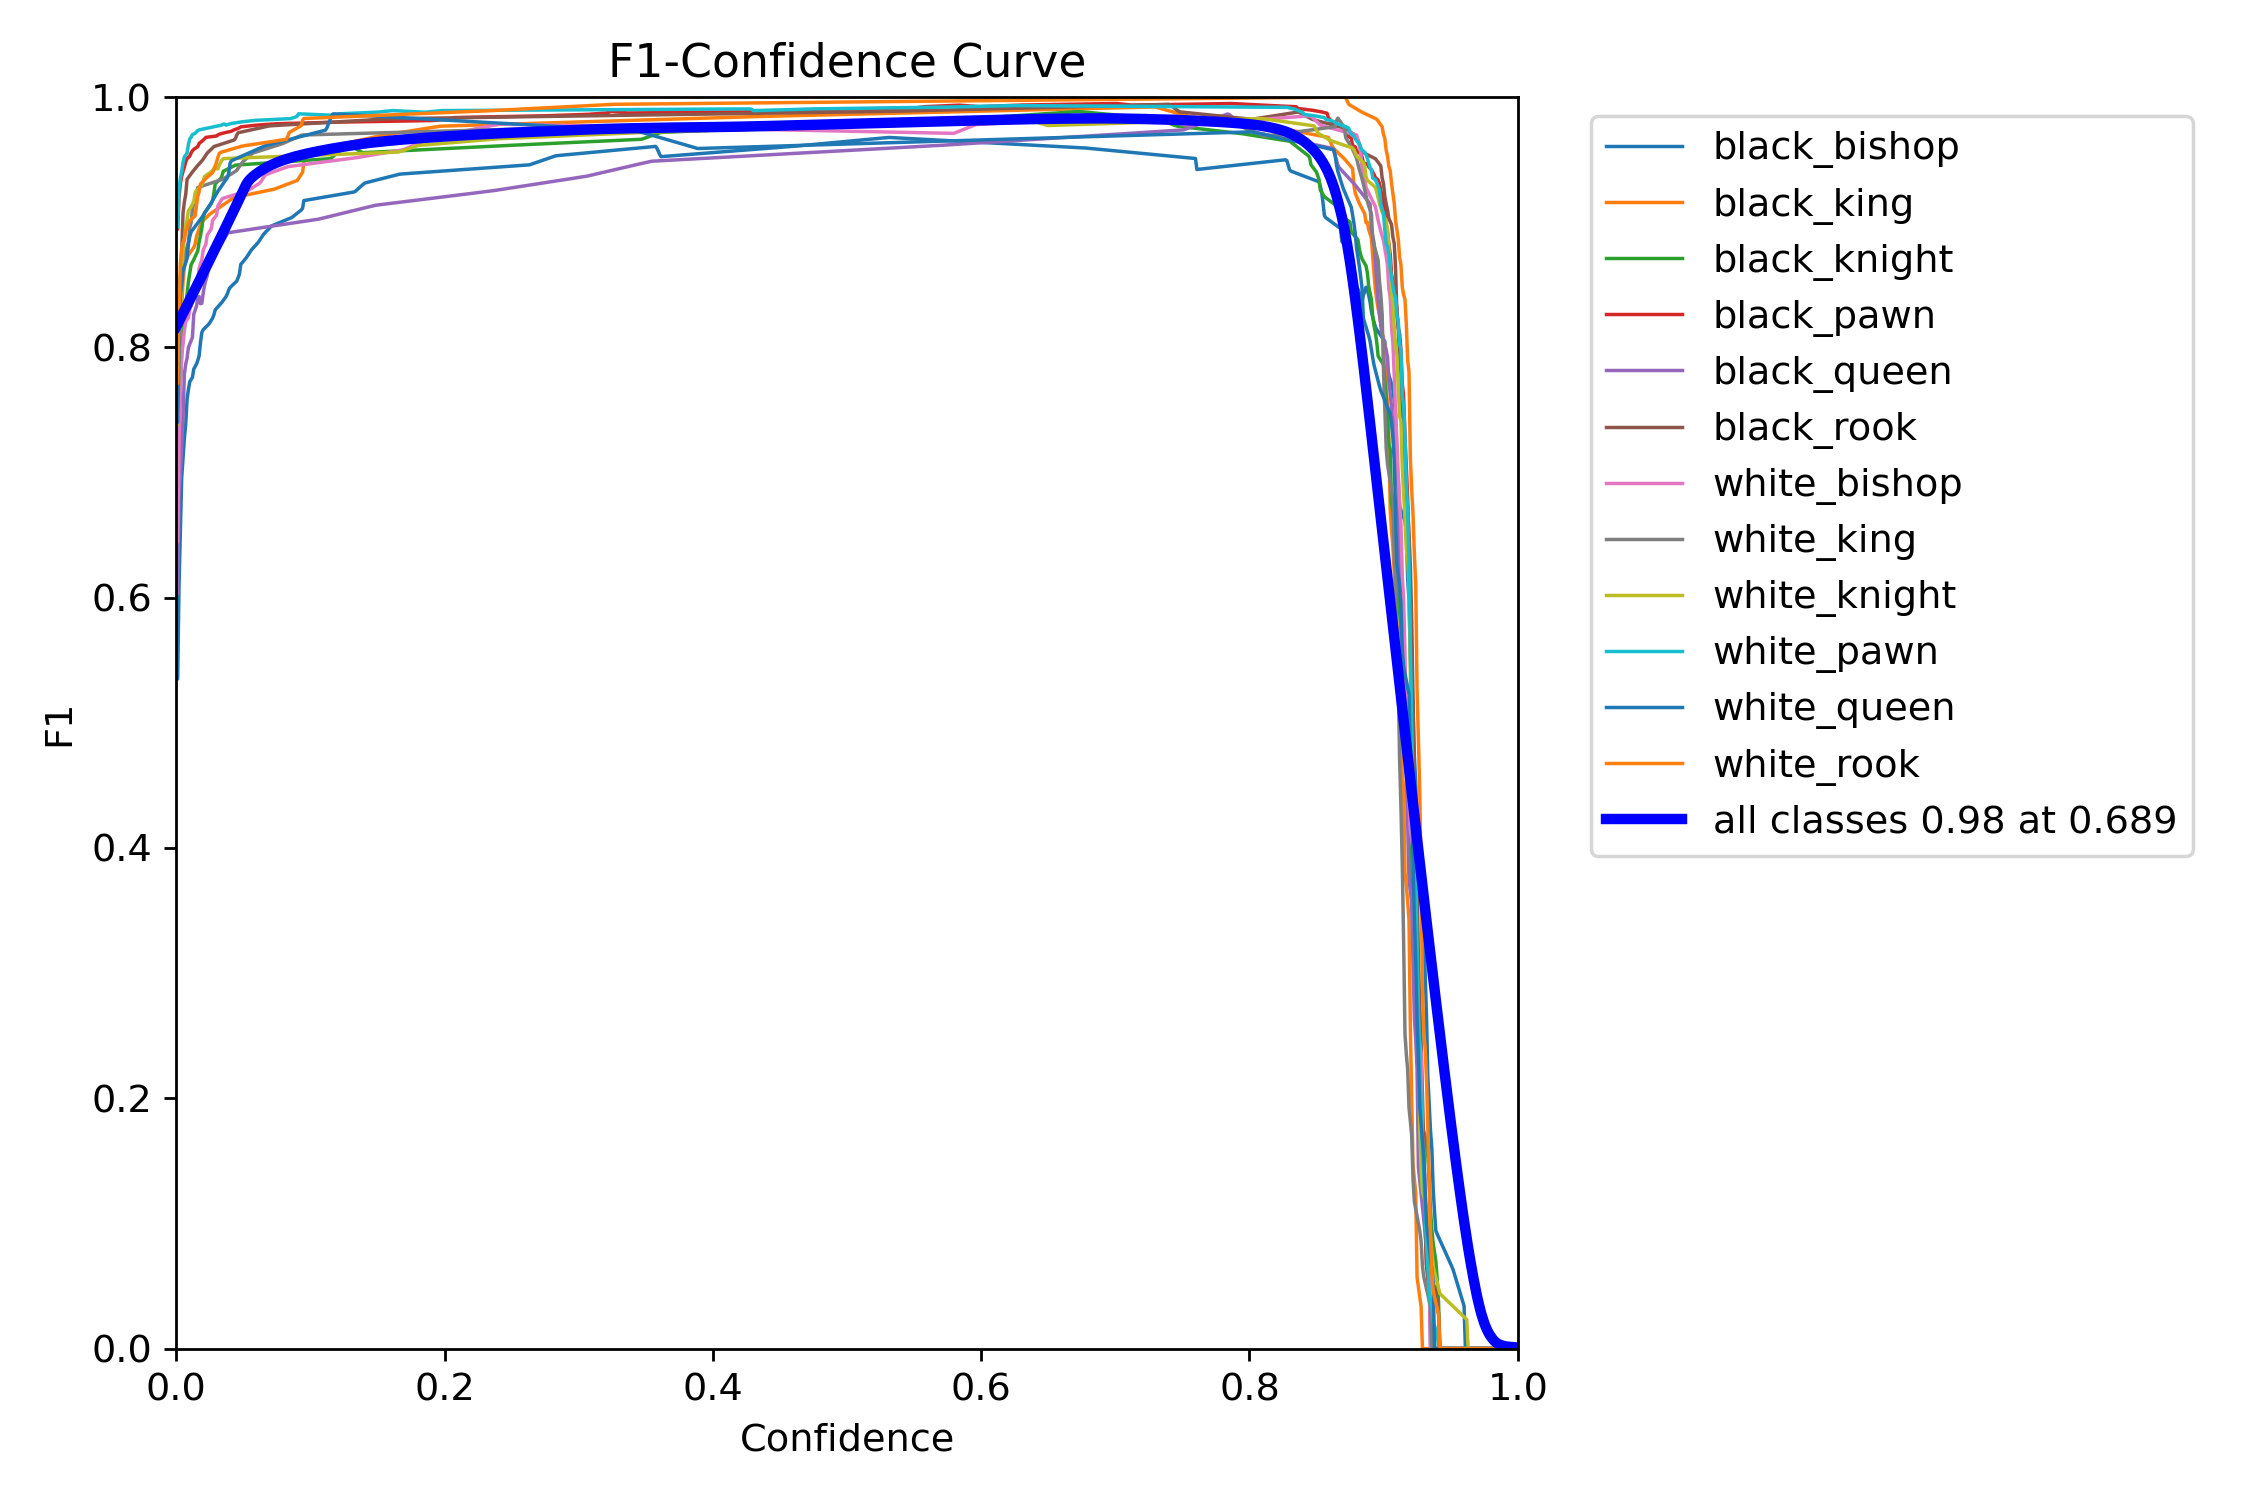 F1-Confidence Curve
1.0
0.8
0.6
0.4
0.2
0.0
F1
0.0 0.2 0.4 0.6 0.8 1.0
Confidence
black_bishop
black_king
black_knight
black_pawn
black_queen
black_rook
white_bishop
white_king
white_knight
white_pawn
white_queen
white_rook
all classes 0.98 at 0.689